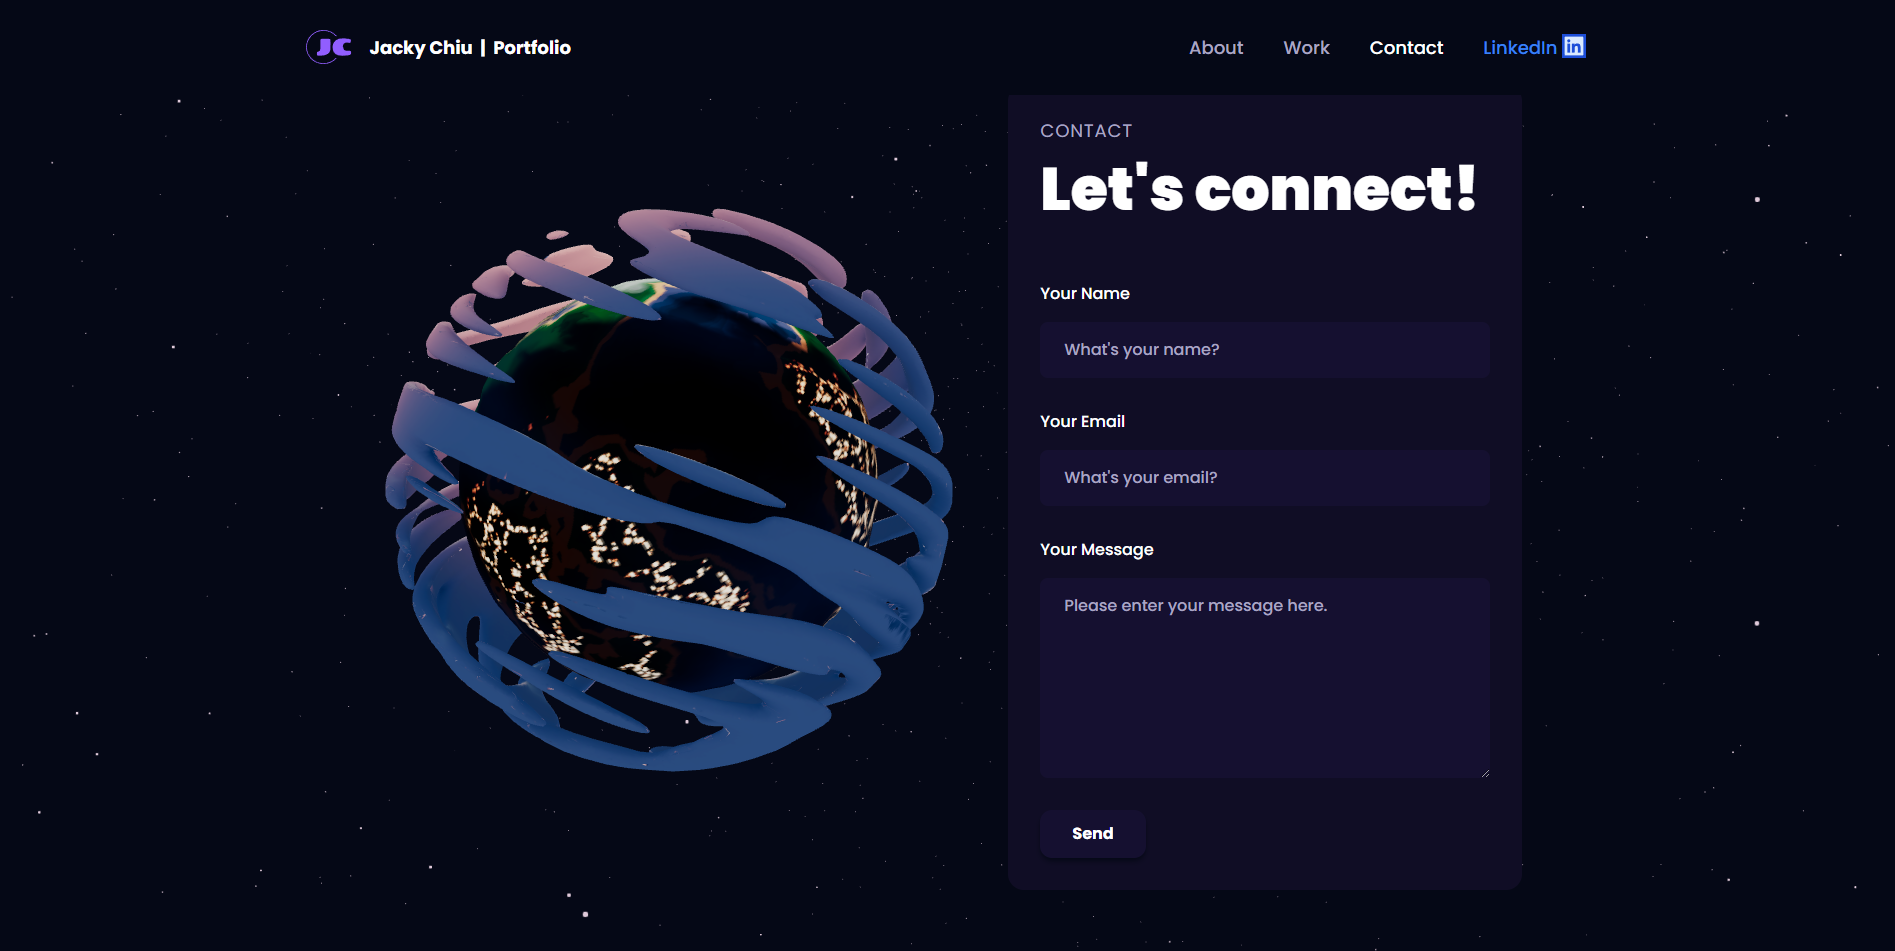 JC Jacky Chiu | Portfolio About Work Contact LinkedIn in
CONTACT
Let's connect!
Your Name
What's your name?
Your Email
What's your email?
Your Message
Please enter your message here.
Send